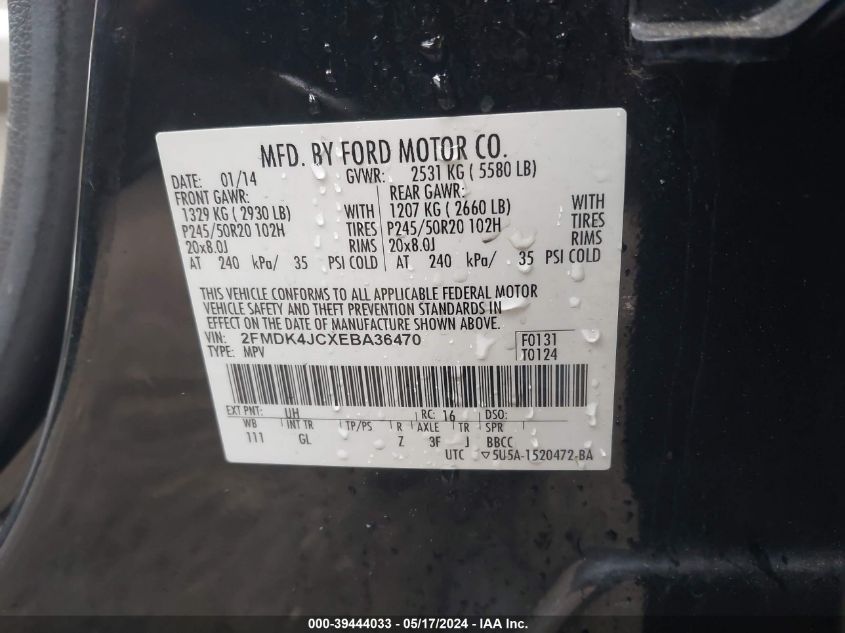 MFD. BY FORD MOTOR CO.
DATE: 01/14 GVWR: 2531 KG ( 5580 LB)
FRONT GAWR: REAR GAWR:
1329 KG ( 2930 LB) WITH 1207 KG ( 2660 LB) WITH
P245/50R20 102H TIRES P245/50R20 102H TIRES
20x8.0J RIMS 20x8.0J RIMS
AT 240 kPa/ 35 PSI COLD AT 240 kPa/ 35 PSI COLD
THIS VEHICLE CONFORMS TO ALL APPLICABLE FEDERAL MOTOR
VEHICLE SAFETY AND THEFT PREVENTION STANDARDS IN
EFFECT ON THE DATE OF MANUFACTURE SHOWN ABOVE.
VIN: 2FMDK4JCXEBA36470 F0131
TYPE: MPV T0124
EXT PNT: UH RC: 16 DSO:
WB INT TR TP/PS R AXLE TR SPR
111 GL Z 3F J BBCC
UTC ▽5U5A-1520472-BA
000-39444033 / 05/17/2024 - IAA Inc.